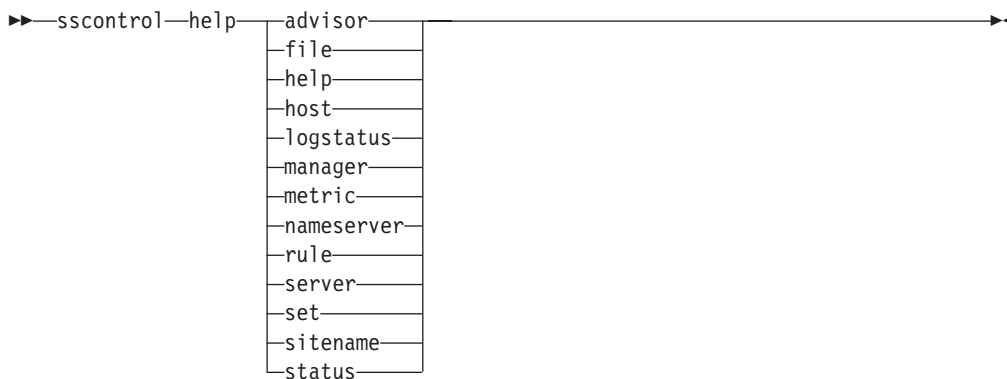 sscontrol help advisor
file
help
host
logstatus
manager
metric
nameserver
rule
server
set
sitename
status